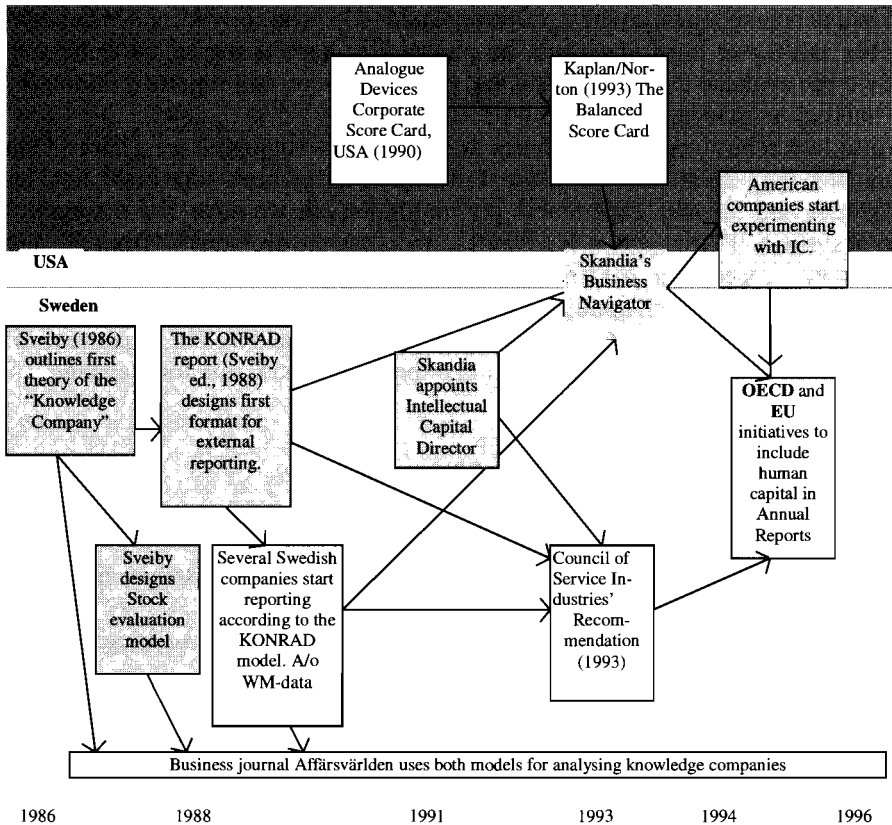 Analogue
Devices
Corporate
Score Card,
USA (1990)
Kaplan/Nor-
ton (1993) The
Balanced
Score Card
American
companies start
experimenting
with IC.
USA
Skandia's
Business
Navigator
Sweden
Sveiby (1986)
outlines first
theory of the
“Knowledge
Company”
The KONRAD
report (Sveiby
ed., 1988)
designs first
format for
external
reporting.
Skandia
appoints
Intellectual
Capital
Director
OECD and
EU
initiatives to
include
human
capital in
Annual
Reports
Sveiby
designs
Stock
evaluation
model
Several Swedish
companies start
reporting
according to the
KONRAD
model. A/o
WM-data
Council of
Service In-
dustries’
Recom-
mendation
(1993)
Business journal Affärsvärlden uses both models for analysing knowledge companies
1986 1988 1991 1993 1994 1996